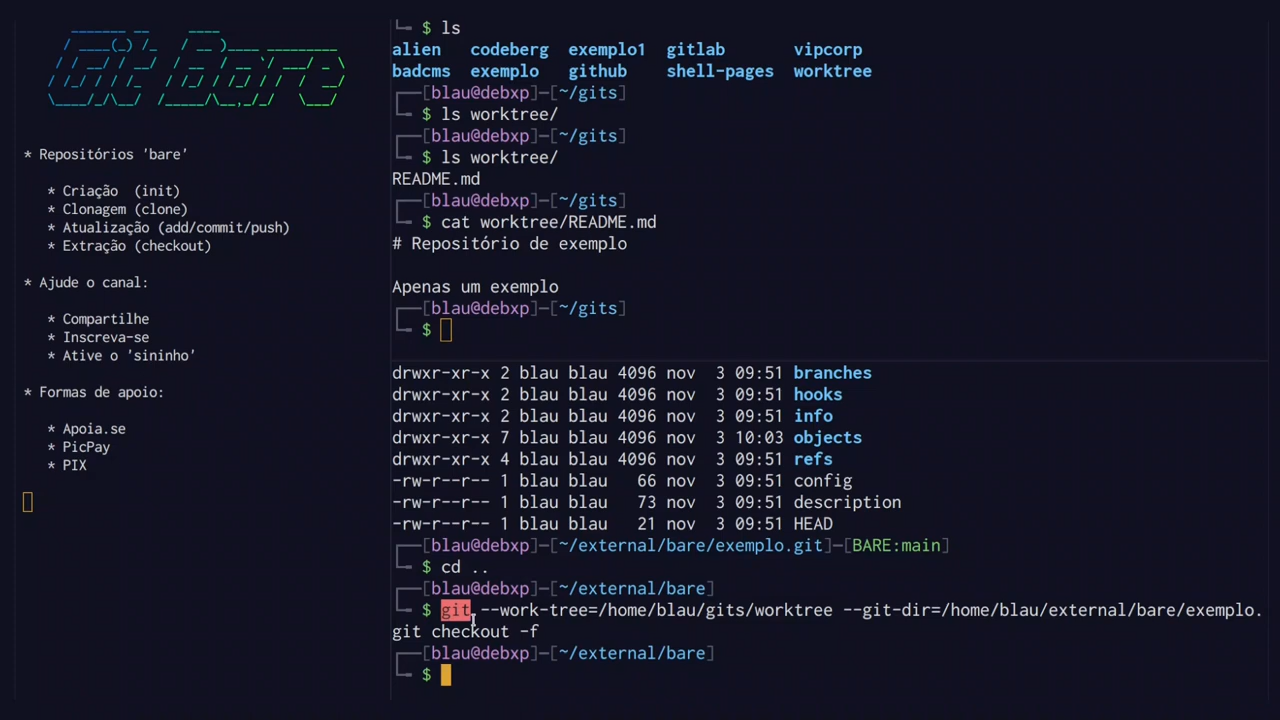 Git Bare
* Repositórios 'bare'
* Criação (init)
* Clonagem (clone)
* Atualização (add/commit/push)
* Extração (checkout)
* Ajude o canal:
* Compartilhe
* Inscreva-se
* Ative o 'sininho'
* Formas de apoio:
* Apoia.se
* PicPay
* PIX
$ ls
alien codeberg exemplo1 gitlab vipcorp
badcms exemplo github shell-pages worktree
[blau@debxp]-[~/gits]
$ ls worktree/
[blau@debxp]-[~/gits]
$ ls worktree/
README.md
[blau@debxp]-[~/gits]
$ cat worktree/README.md
# Repositório de exemplo
Apenas um exemplo
[blau@debxp]-[~/gits]
$
drwxr-xr-x 2 blau blau 4096 nov 3 09:51 branches
drwxr-xr-x 2 blau blau 4096 nov 3 09:51 hooks
drwxr-xr-x 2 blau blau 4096 nov 3 09:51 info
drwxr-xr-x 7 blau blau 4096 nov 3 10:03 objects
drwxr-xr-x 4 blau blau 4096 nov 3 09:51 refs
-rw-r--r-- 1 blau blau 66 nov 3 09:51 config
-rw-r--r-- 1 blau blau 73 nov 3 09:51 description
-rw-r--r-- 1 blau blau 21 nov 3 09:51 HEAD
[blau@debxp]-[~/external/bare/exemplo.git]-[BARE:main]
$ cd ..
[blau@debxp]-[~/external/bare]
$ git --work-tree=/home/blau/gits/worktree --git-dir=/home/blau/external/bare/exemplo.
git checkout -f
[blau@debxp]-[~/external/bare]
$